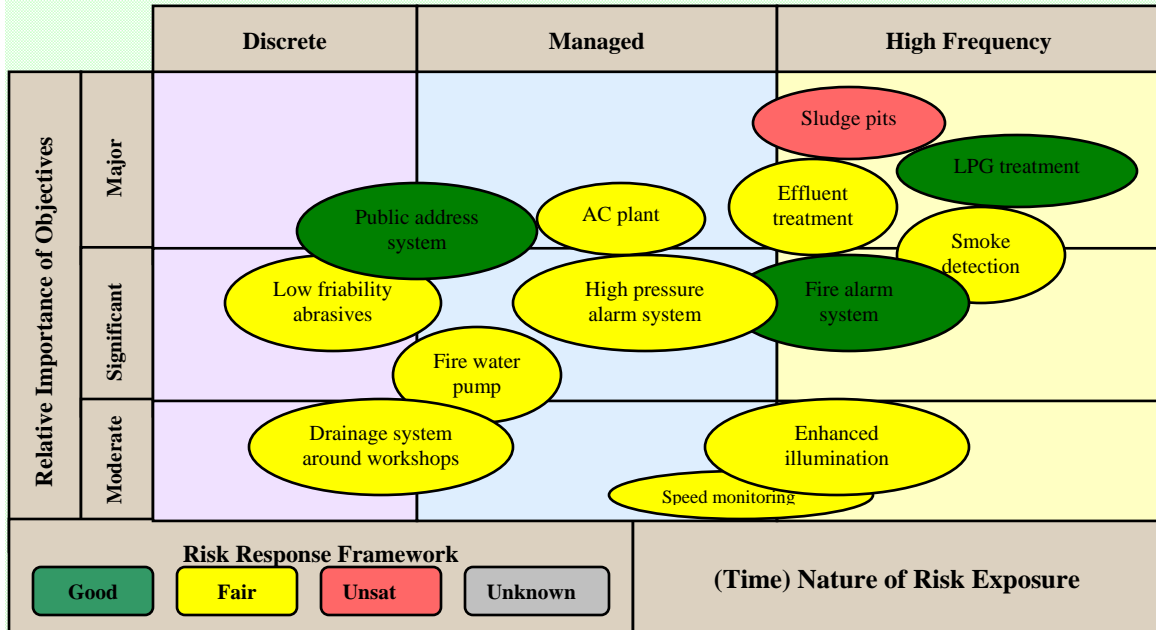 Discrete
Managed
High Frequency
Relative Importance of Objectives
Major
Significant
Moderate
Sludge pits
LPG treatment
Effluent
treatment
AC plant
Public address
system
Smoke
detection
Low friability
abrasives
High pressure
alarm system
Fire alarm
system
Fire water
pump
Drainage system
around workshops
Enhanced
illumination
Speed monitoring
Risk Response Framework
Good
Fair
Unsat
Unknown
(Time) Nature of Risk Exposure